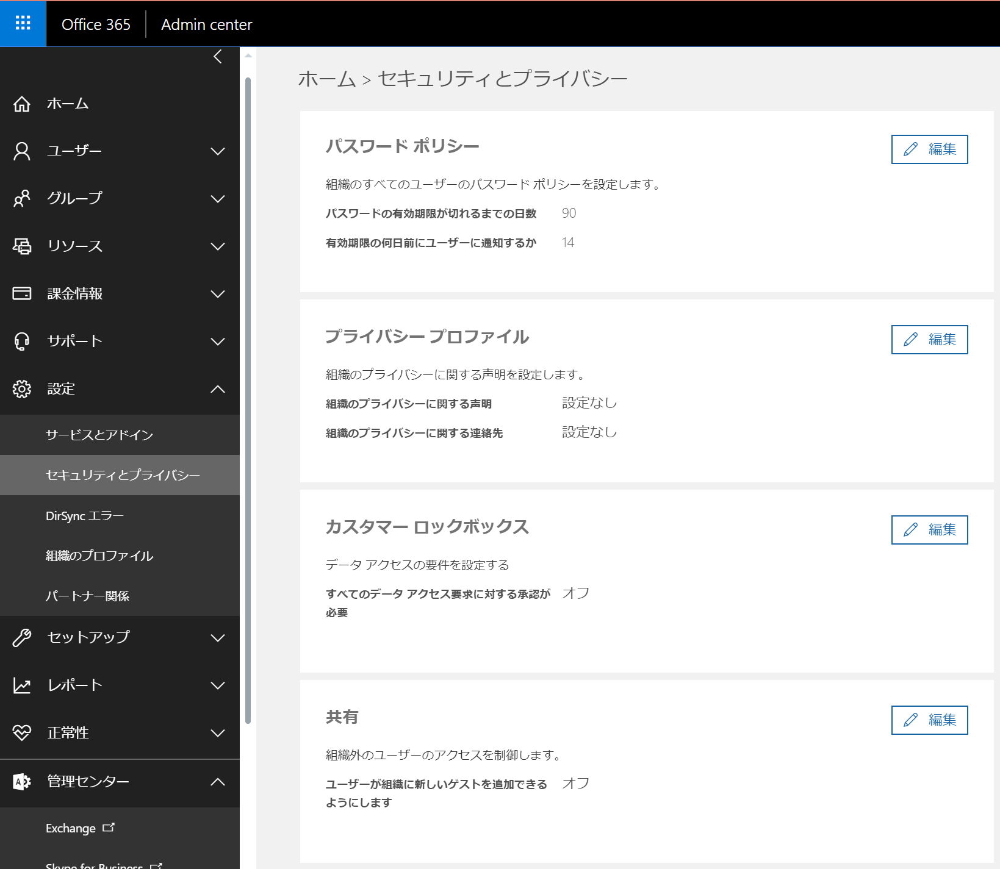 Office 365
Admin center
ホーム
ユーザー
グループ
リソース
課金情報
サポート
設定
サービスとアドイン
セキュリティとプライバシー
DirSync エラー
組織のプロファイル
パートナー関係
セットアップ
レポート
正常性
管理センター
Exchange
Skype for Business
ホーム > セキュリティとプライバシー
パスワード ポリシー
編集
組織のすべてのユーザーのパスワード ポリシーを設定します。
パスワードの有効期限が切れるまでの日数 90
有効期限の何日前にユーザーに通知するか 14
プライバシー プロファイル
編集
組織のプライバシーに関する声明を設定します。
組織のプライバシーに関する声明 設定なし
組織のプライバシーに関する連絡先 設定なし
カスタマー ロックボックス
編集
データ アクセスの要件を設定する
すべてのデータ アクセス要求に対する承認が オフ
必要
共有
編集
組織外のユーザーのアクセスを制御します。
ユーザーが組織に新しいゲストを追加できる オフ
ようにします